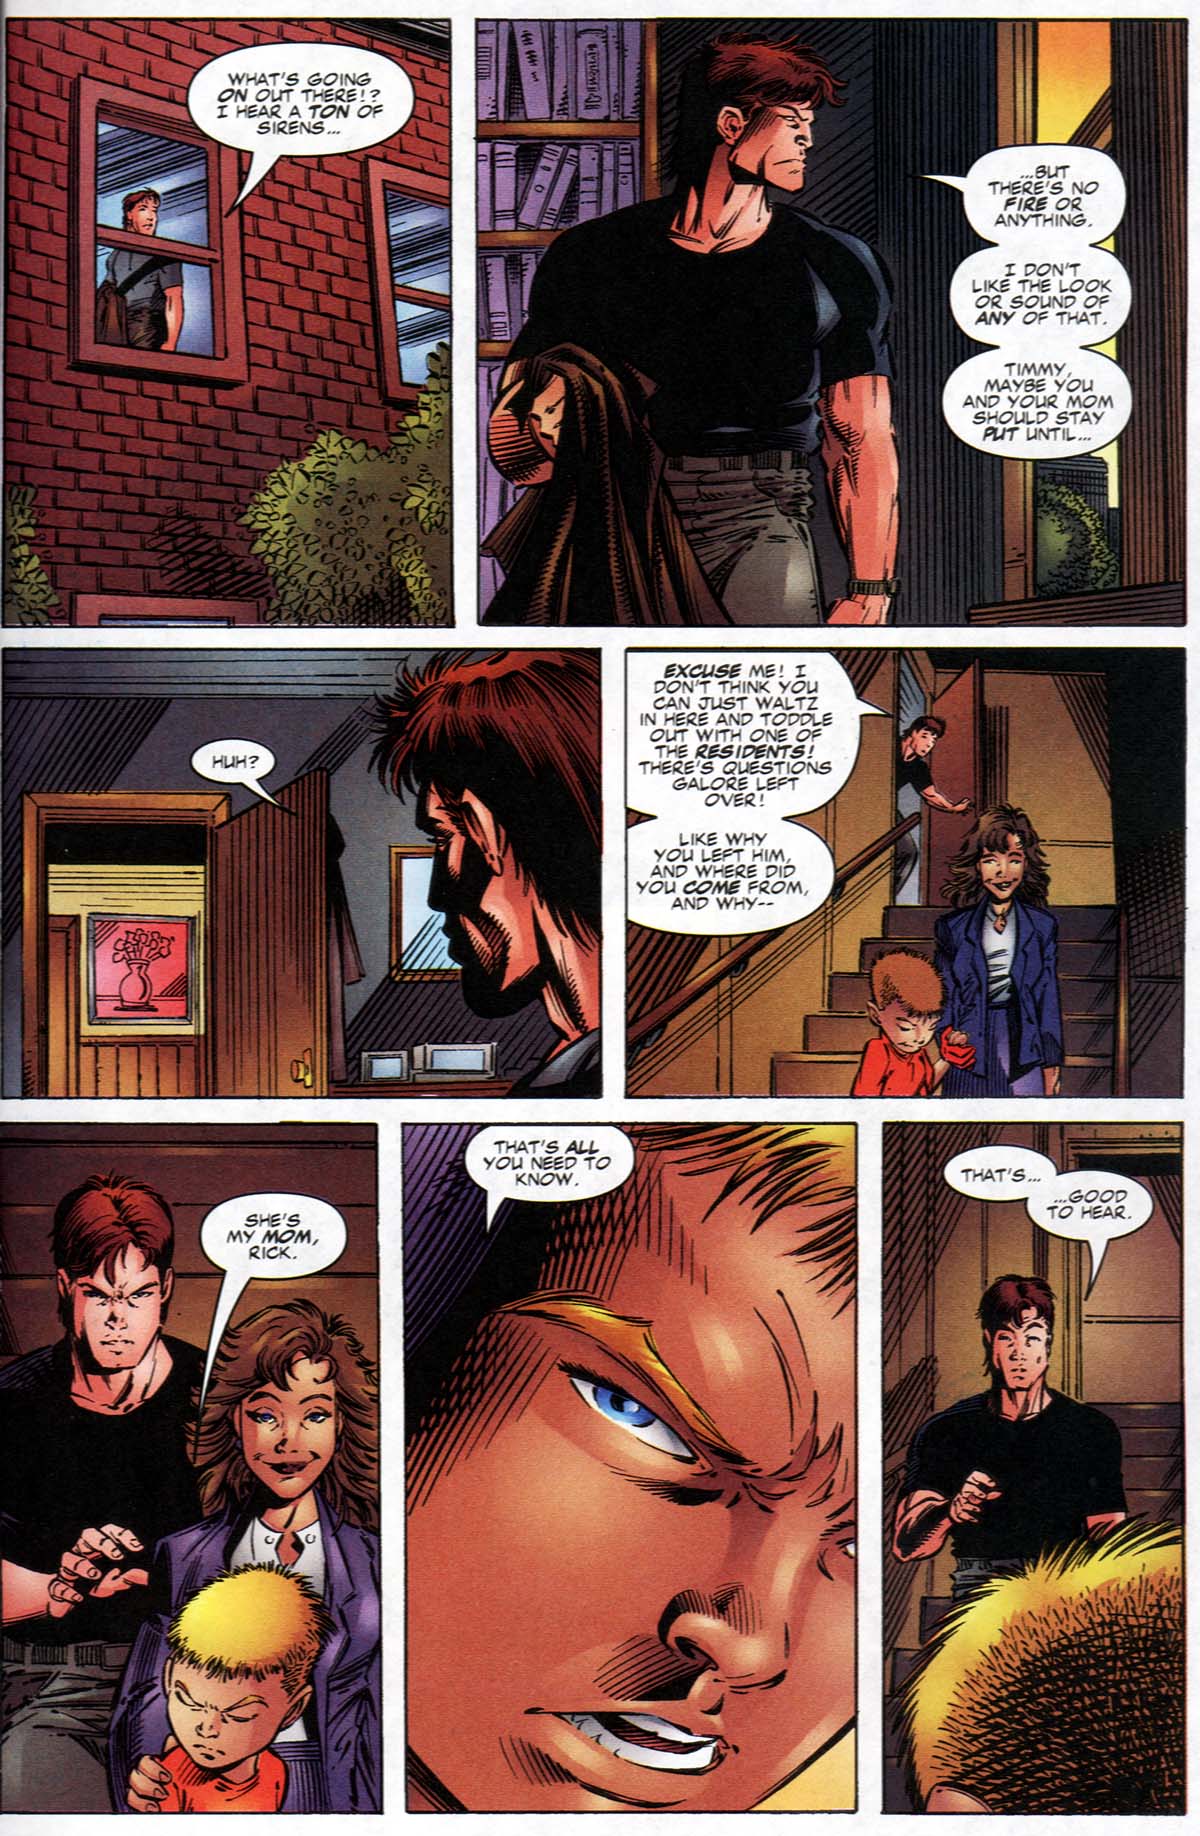 WHAT'S GOING
ON OUT THERE!?
I HEAR A TON OF
SIRENS...
...BUT
THERE'S NO
FIRE OR
ANYTHING.
I DON'T
LIKE THE LOOK
OR SOUND OF
ANY OF THAT.
TIMMY,
MAYBE YOU
AND YOUR MOM
SHOULD STAY
PUT UNTIL...
HUH?
EXCUSE ME! I
DON'T THINK YOU
CAN JUST WALTZ
IN HERE AND TODDLE
OUT WITH ONE OF
THE RESIDENTS!
THERE'S QUESTIONS
GALORE LEFT
OVER!
LIKE WHY
YOU LEFT HIM,
AND WHERE DID
YOU COME FROM,
AND WHY--
SHE'S
MY MOM,
RICK.
THAT'S ALL
YOU NEED TO
KNOW.
THAT'S...
...GOOD
TO HEAR.